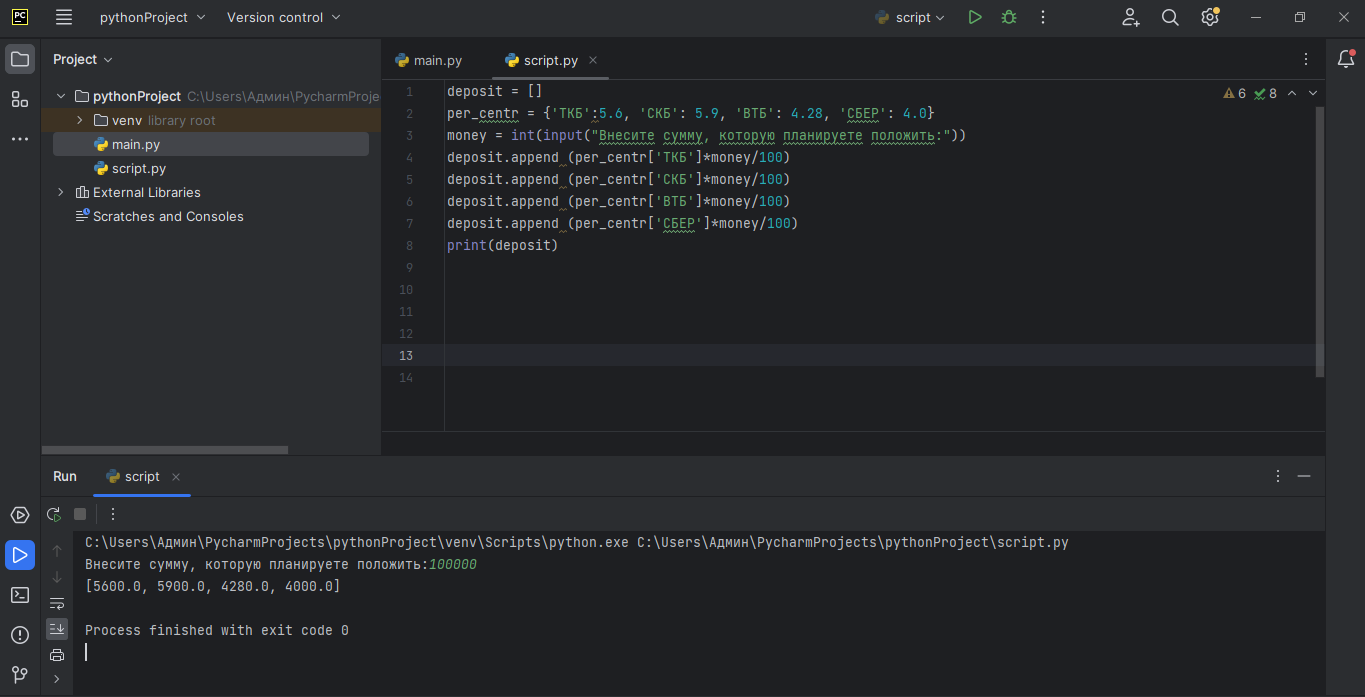 PC pythonProject Version control script
Project
pythonProject C:\Users\Админ\PycharmProje
venv library root
main.py
script.py
External Libraries
Scratches and Consoles
main.py script.py
6 8
1 deposit = []
2 per_centr = {'ТКБ':5.6, 'СКБ': 5.9, 'ВТБ': 4.28, 'СБЕР': 4.0}
3 money = int(input("Внесите сумму, которую планируете положить:"))
4 deposit.append (per_centr['ТКБ']*money/100)
5 deposit.append (per_centr['СКБ']*money/100)
6 deposit.append (per_centr['ВТБ']*money/100)
7 deposit.append (per_centr['СБЕР']*money/100)
8 print(deposit)
9
10
11
12
13
14
Run script
C:\Users\Админ\PycharmProjects\pythonProject\venv\Scripts\python.exe C:\Users\Админ\PycharmProjects\pythonProject\script.py
Внесите сумму, которую планируете положить:100000
[5600.0, 5900.0, 4280.0, 4000.0]
Process finished with exit code 0